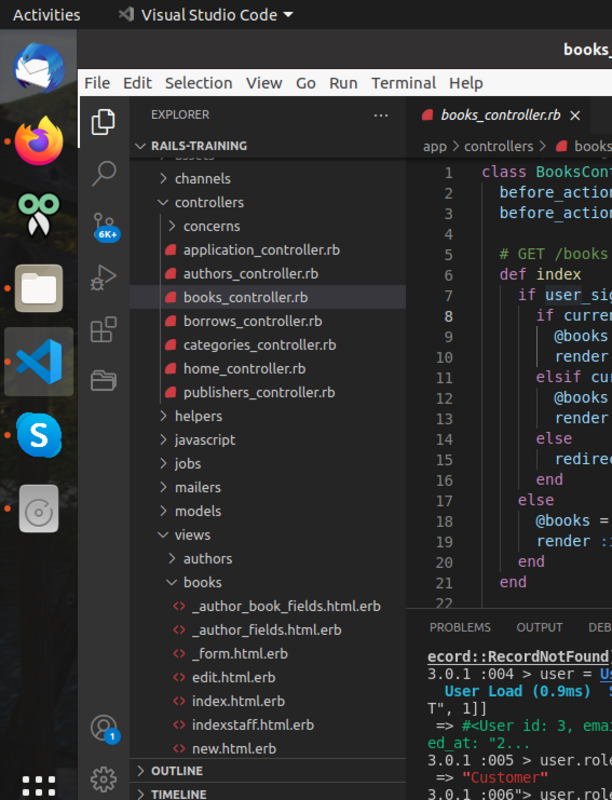 Activities
Visual Studio Code
books_
File Edit Selection View Go Run Terminal Help
EXPLORER
RAILS-TRAINING
assets
channels
controllers
concerns
application_controller.rb
authors_controller.rb
books_controller.rb
borrows_controller.rb
categories_controller.rb
home_controller.rb
publishers_controller.rb
helpers
javascript
jobs
mailers
models
views
authors
books
_author_book_fields.html.erb
_author_fields.html.erb
_form.html.erb
edit.html.erb
index.html.erb
indexstaff.html.erb
new.html.erb
OUTLINE
TIMELINE
6K+
1
S
books_controller.rb
app > controllers > books
1 class BooksCon
2 before_action
3 before_action
4
5 # GET /books
6 def index
7 if user_sig
8 if curren
9 @books
10 render
11 elsif cu
12 @books
13 render
14 else
15 redirec
16 end
17 else
18 @books =
19 render :
20 end
21 end
22
PROBLEMS OUTPUT DEB
ecord::RecordNotFound
3.0.1 :004 > user = Us
User Load (0.9ms) S
T", 1]]
=> #<User id: 3, emai
ed_at: "2...
3.0.1 :005 > user.role
=> "Customer"
3.0.1 :006"> user.role